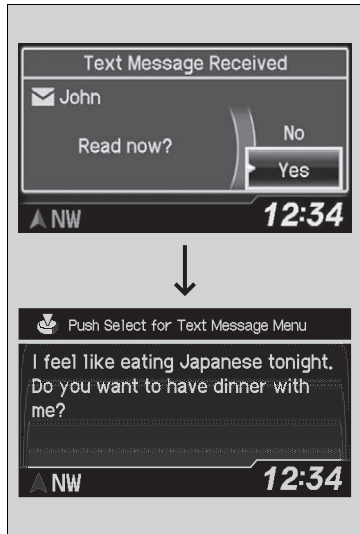 Text Message Received
John
Read now?
No
Yes
NW
12:34
Push Select for Text Message Menu
I feel like eating Japanese tonight.
Do you want to have dinner with
me?
NW
12:34